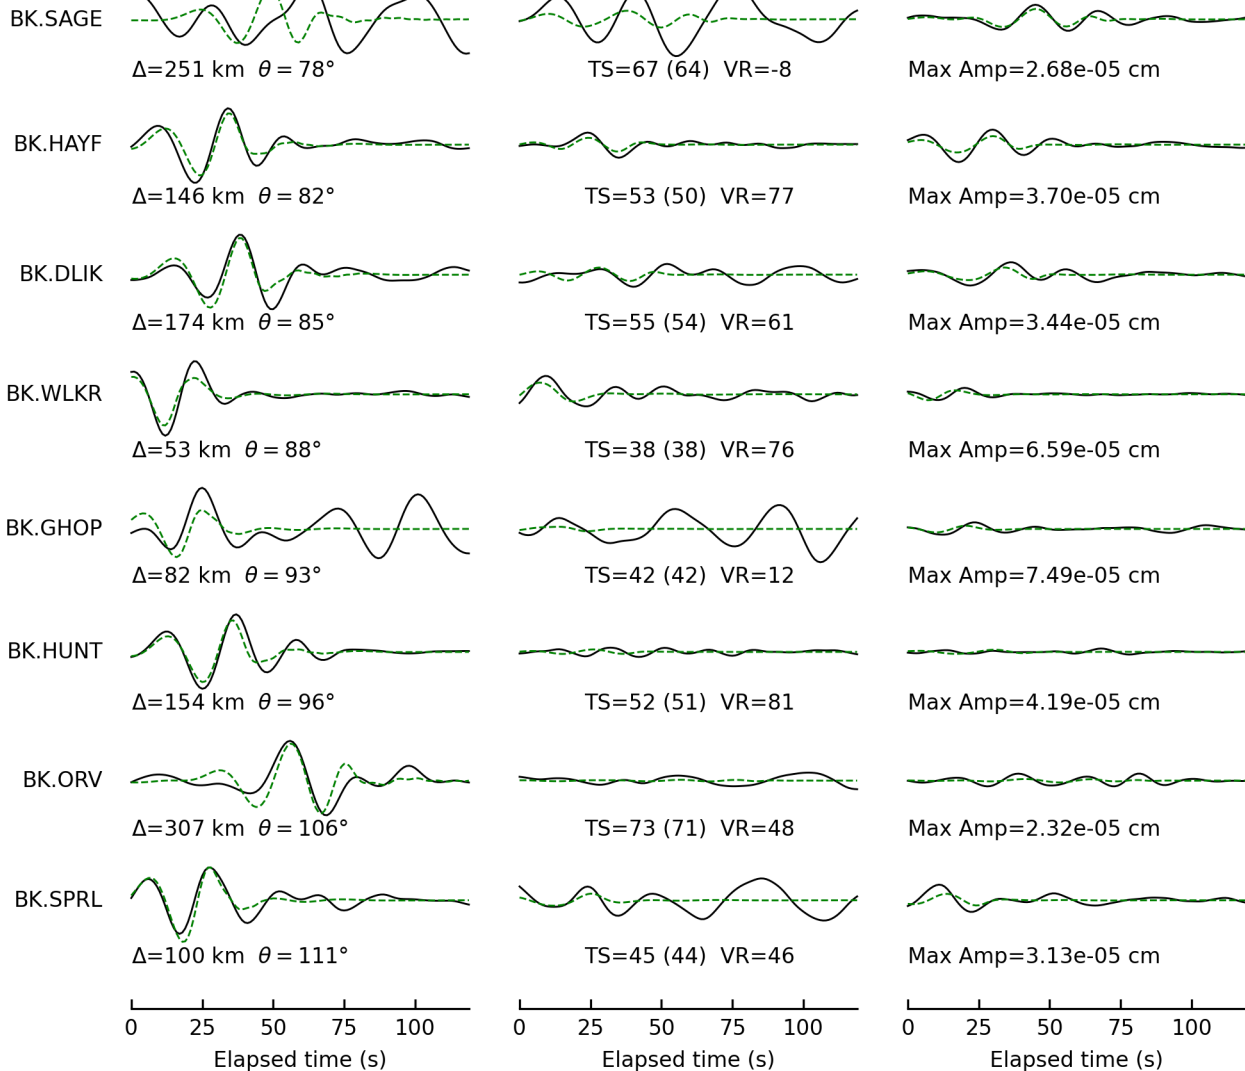 BK.SAGE
Δ=251 km θ = 78° TS=67 (64) VR=-8 Max Amp=2.68e-05 cm
BK.HAYF
Δ=146 km θ = 82° TS=53 (50) VR=77 Max Amp=3.70e-05 cm
BK.DLIK
Δ=174 km θ = 85° TS=55 (54) VR=61 Max Amp=3.44e-05 cm
BK.WLKR
Δ=53 km θ = 88° TS=38 (38) VR=76 Max Amp=6.59e-05 cm
BK.GHOP
Δ=82 km θ = 93° TS=42 (42) VR=12 Max Amp=7.49e-05 cm
BK.HUNT
Δ=154 km θ = 96° TS=52 (51) VR=81 Max Amp=4.19e-05 cm
BK.ORV
Δ=307 km θ = 106° TS=73 (71) VR=48 Max Amp=2.32e-05 cm
BK.SPRL
Δ=100 km θ = 111° TS=45 (44) VR=46 Max Amp=3.13e-05 cm
0 25 50 75 100 0 25 50 75 100 0 25 50 75 100
Elapsed time (s) Elapsed time (s) Elapsed time (s)